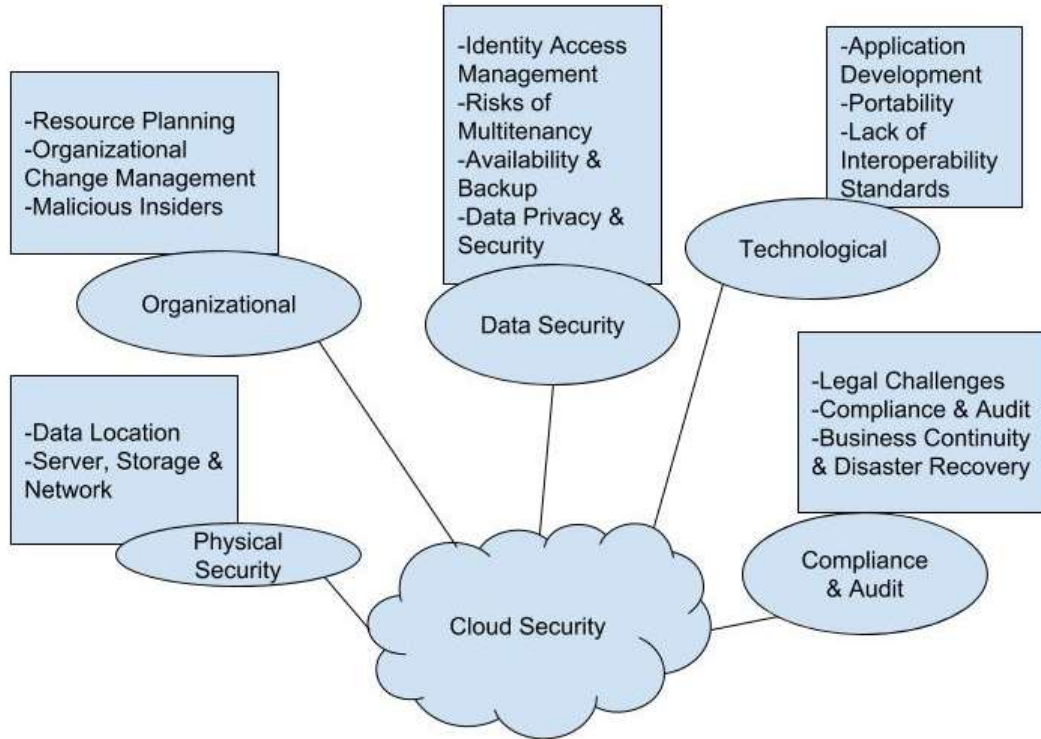 -Resource Planning
-Organizational
Change Management
-Malicious Insiders
Organizational
-Identity Access
Management
-Risks of
Multitenancy
-Availability &
Backup
-Data Privacy &
Security
Data Security
-Application
Development
-Portability
-Lack of
Interoperability
Standards
Technological
-Data Location
-Server, Storage &
Network
Physical
Security
-Legal Challenges
-Compliance & Audit
-Business Continuity
& Disaster Recovery
Compliance
& Audit
Cloud Security